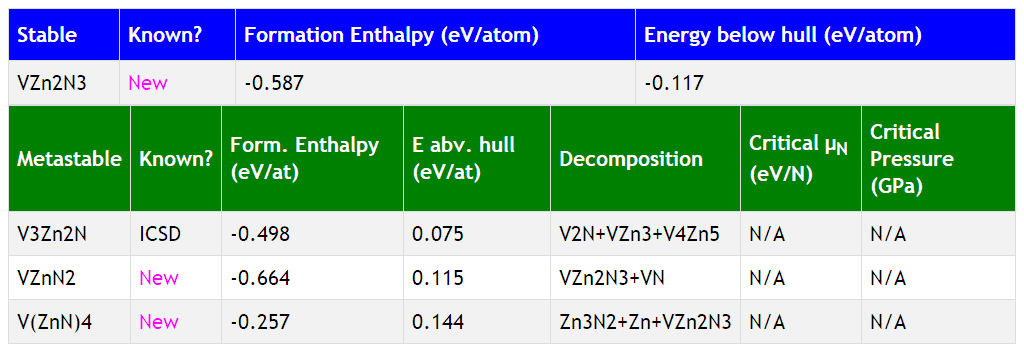 Stable Known? Formation Enthalpy (eV/atom) Energy below hull (eV/atom)
VZn2N3 New -0.587 -0.117
Metastable Known? Form. Enthalpy (eV/at) E abv. hull (eV/at) Decomposition Critical μN (eV/N) Critical Pressure (GPa)
V3Zn2N ICSD -0.498 0.075 V2N+VZn3+V4Zn5 N/A N/A
VZnN2 New -0.664 0.115 VZn2N3+VN N/A N/A
V(ZnN)4 New -0.257 0.144 Zn3N2+Zn+VZn2N3 N/A N/A